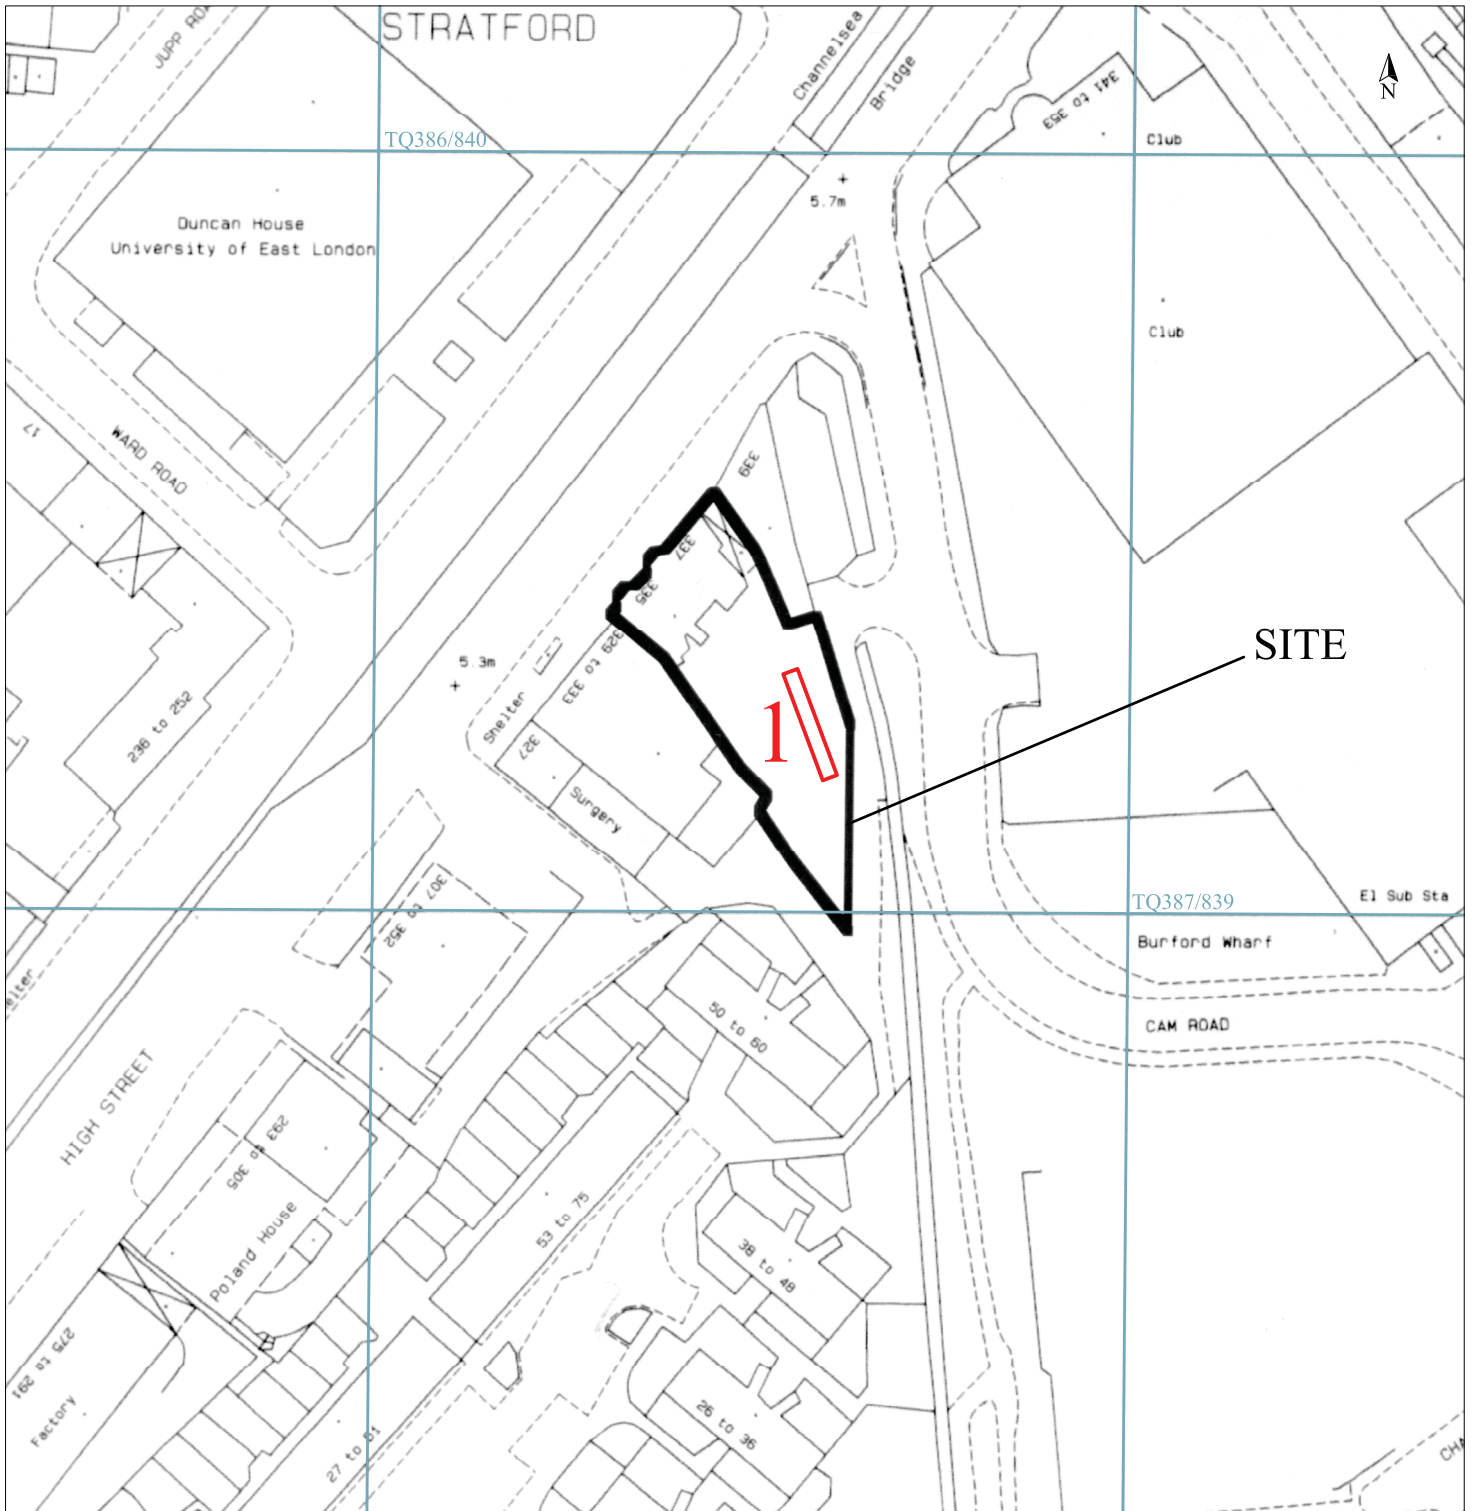 STRATFORD
JUPP ROA
Channelsea
Bridge
341 to 353
N
TQ386/840
Club
5.7m
Duncan House
University of East London
Club
17
WARD ROAD
339
337
335
329 to 333
SITE
5.3m
Shelter
236 to 252
327
1
Surgery
307 to 352
TQ387/839
El Sub Sta
Burford Wharf
elter
50 to 60
CAM ROAD
HIGH STREET
293 to 305
53 to 75
Poland House
38 to 48
275 to 291
Factory
26 to 36
27 to 51
CHA